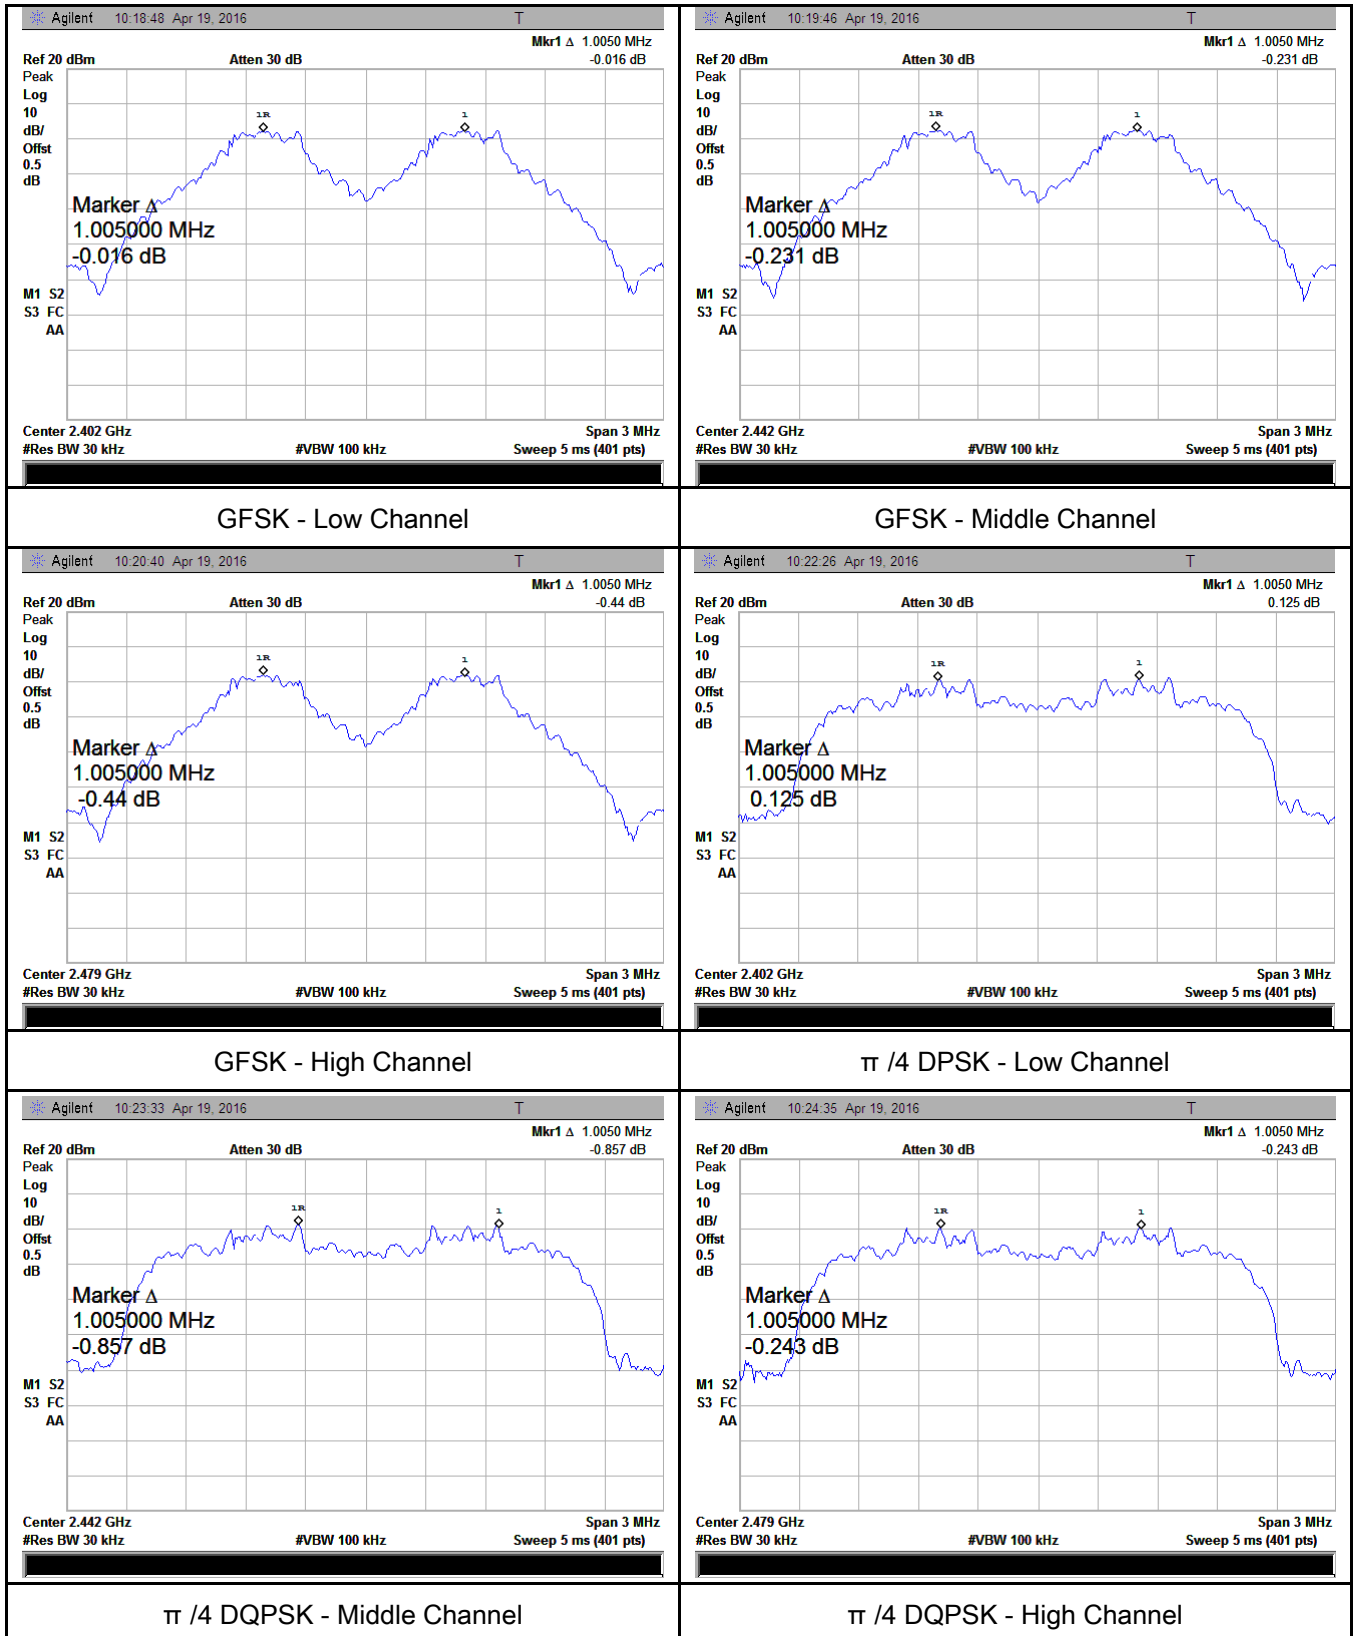 Agilent 10:18:48 Apr 19, 2016 T
Mkr1 Δ 1.0050 MHz
Ref 20 dBm Atten 30 dB -0.016 dB
Peak
Log
10
dB/
Offst
0.5
dB
1R 1
Marker Δ
1.005000 MHz
-0.016 dB
M1 S2
S3 FC
AA
Center 2.402 GHz Span 3 MHz
#Res BW 30 kHz #VBW 100 kHz Sweep 5 ms (401 pts)
GFSK - Low Channel
Agilent 10:19:46 Apr 19, 2016 T
Mkr1 Δ 1.0050 MHz
Ref 20 dBm Atten 30 dB -0.231 dB
Peak
Log
10
dB/
Offst
0.5
dB
1R 1
Marker Δ
1.005000 MHz
-0.231 dB
M1 S2
S3 FC
AA
Center 2.442 GHz Span 3 MHz
#Res BW 30 kHz #VBW 100 kHz Sweep 5 ms (401 pts)
GFSK - Middle Channel
Agilent 10:20:40 Apr 19, 2016 T
Mkr1 Δ 1.0050 MHz
Ref 20 dBm Atten 30 dB -0.44 dB
Peak
Log
10
dB/
Offst
0.5
dB
1R 1
Marker Δ
1.005000 MHz
-0.44 dB
M1 S2
S3 FC
AA
Center 2.479 GHz Span 3 MHz
#Res BW 30 kHz #VBW 100 kHz Sweep 5 ms (401 pts)
GFSK - High Channel
Agilent 10:22:26 Apr 19, 2016 T
Mkr1 Δ 1.0050 MHz
Ref 20 dBm Atten 30 dB 0.125 dB
Peak
Log
10
dB/
Offst
0.5
dB
1R 1
Marker Δ
1.005000 MHz
0.125 dB
M1 S2
S3 FC
AA
Center 2.402 GHz Span 3 MHz
#Res BW 30 kHz #VBW 100 kHz Sweep 5 ms (401 pts)
π /4 DPSK - Low Channel
Agilent 10:23:33 Apr 19, 2016 T
Mkr1 Δ 1.0050 MHz
Ref 20 dBm Atten 30 dB -0.857 dB
Peak
Log
10
dB/
Offst
0.5
dB
1R 1
Marker Δ
1.005000 MHz
-0.857 dB
M1 S2
S3 FC
AA
Center 2.442 GHz Span 3 MHz
#Res BW 30 kHz #VBW 100 kHz Sweep 5 ms (401 pts)
π /4 DQPSK - Middle Channel
Agilent 10:24:35 Apr 19, 2016 T
Mkr1 Δ 1.0050 MHz
Ref 20 dBm Atten 30 dB -0.243 dB
Peak
Log
10
dB/
Offst
0.5
dB
1R 1
Marker Δ
1.005000 MHz
-0.243 dB
M1 S2
S3 FC
AA
Center 2.479 GHz Span 3 MHz
#Res BW 30 kHz #VBW 100 kHz Sweep 5 ms (401 pts)
π /4 DQPSK - High Channel